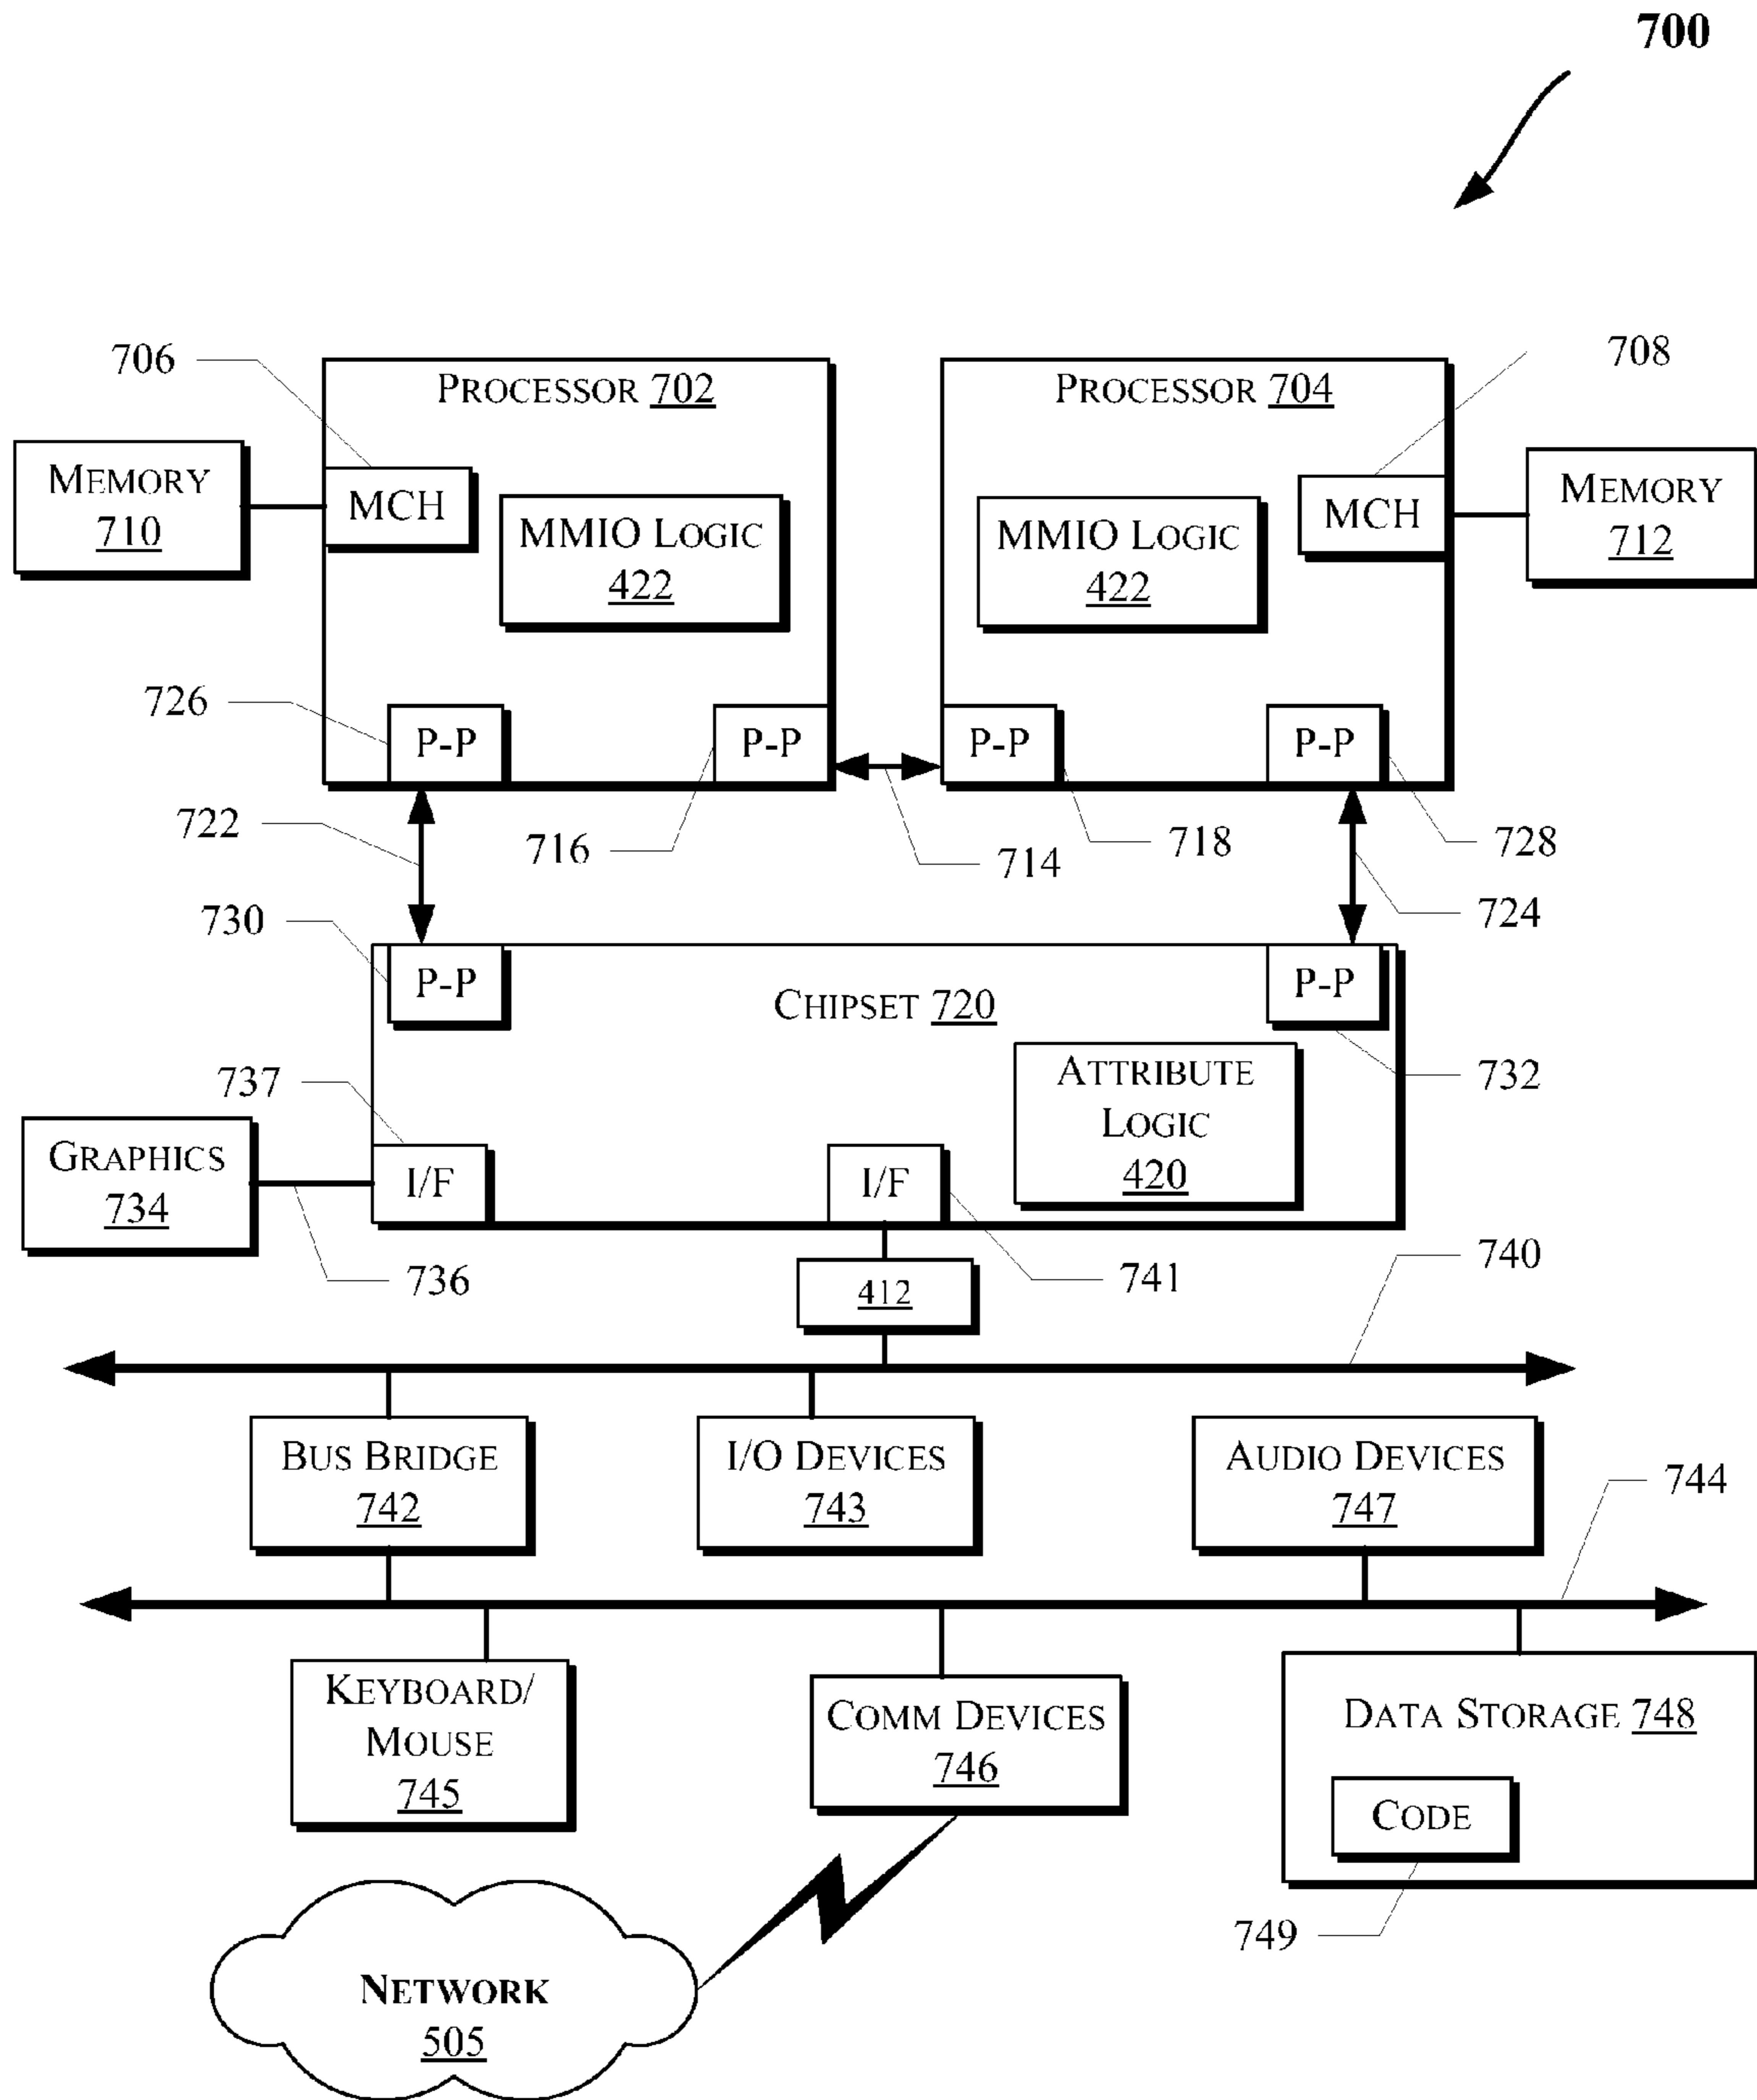 700
706
PROCESSOR 702
PROCESSOR 704
708
MEMORY
710
MCH
MMIO LOGIC
422
MMIO LOGIC
422
MCH
MEMORY
712
726
P-P
P-P
P-P
P-P
722
716
714
718
728
724
730
P-P
CHIPSET 720
P-P
732
737
ATTRIBUTE
LOGIC
420
GRAPHICS
734
I/F
I/F
736
741
740
412
BUS BRIDGE
742
I/O DEVICES
743
AUDIO DEVICES
747
744
KEYBOARD/
MOUSE
745
COMM DEVICES
746
DATA STORAGE 748
CODE
749
NETWORK
505